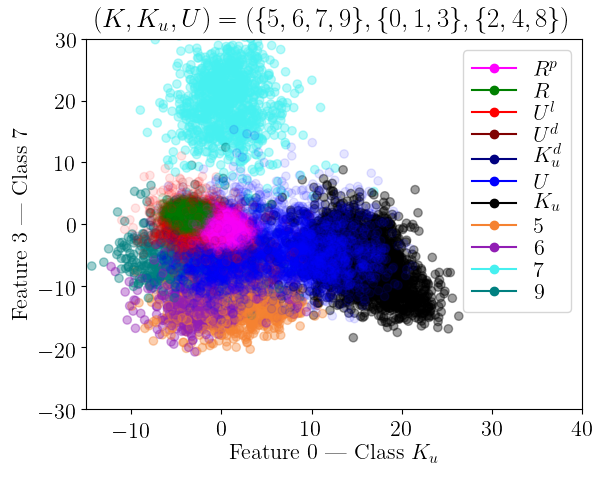 (K, K_u, U) = ({5, 6, 7, 9}, {0, 1, 3}, {2, 4, 8})
30
20
10
0
−10
−20
−30
Feature 3 — Class 7
−10
0
10
20
30
40
Feature 0 — Class K_u
R^p
R
U^l
U^d
K_u^d
U
K_u
5
6
7
9